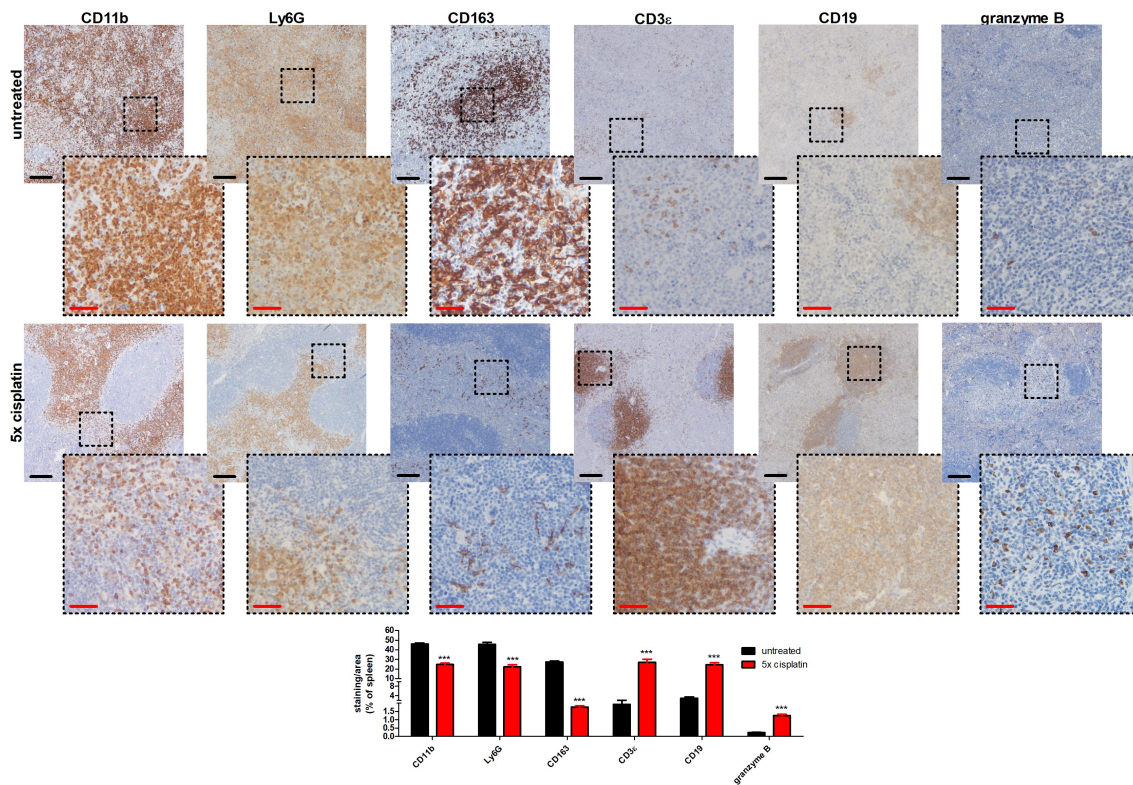 CD11b Ly6G CD163 CD3ε CD19 granzyme B
untreated
5x cisplatin
staining/area
(% of spleen)
60
50
40
30
20
10
8
4
1.5
1.0
0.5
0.0
*** *** *** *** *** ***
untreated
5x cisplatin
CD11b Ly6G CD163 CD3ε CD19 granzyme B